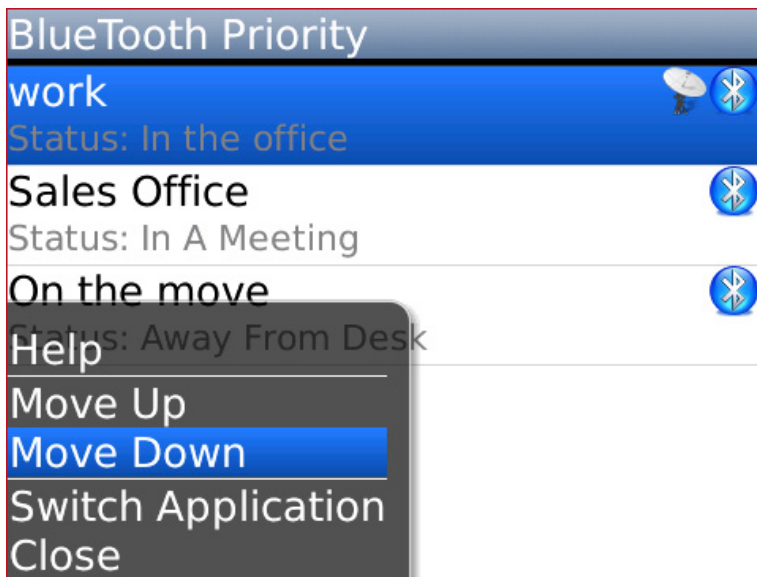 BlueTooth Priority
work
Status: In the office
Sales Office
Status: In A Meeting
On the move
Status: Away From Desk
Help
Move Up
Move Down
Switch Application
Close